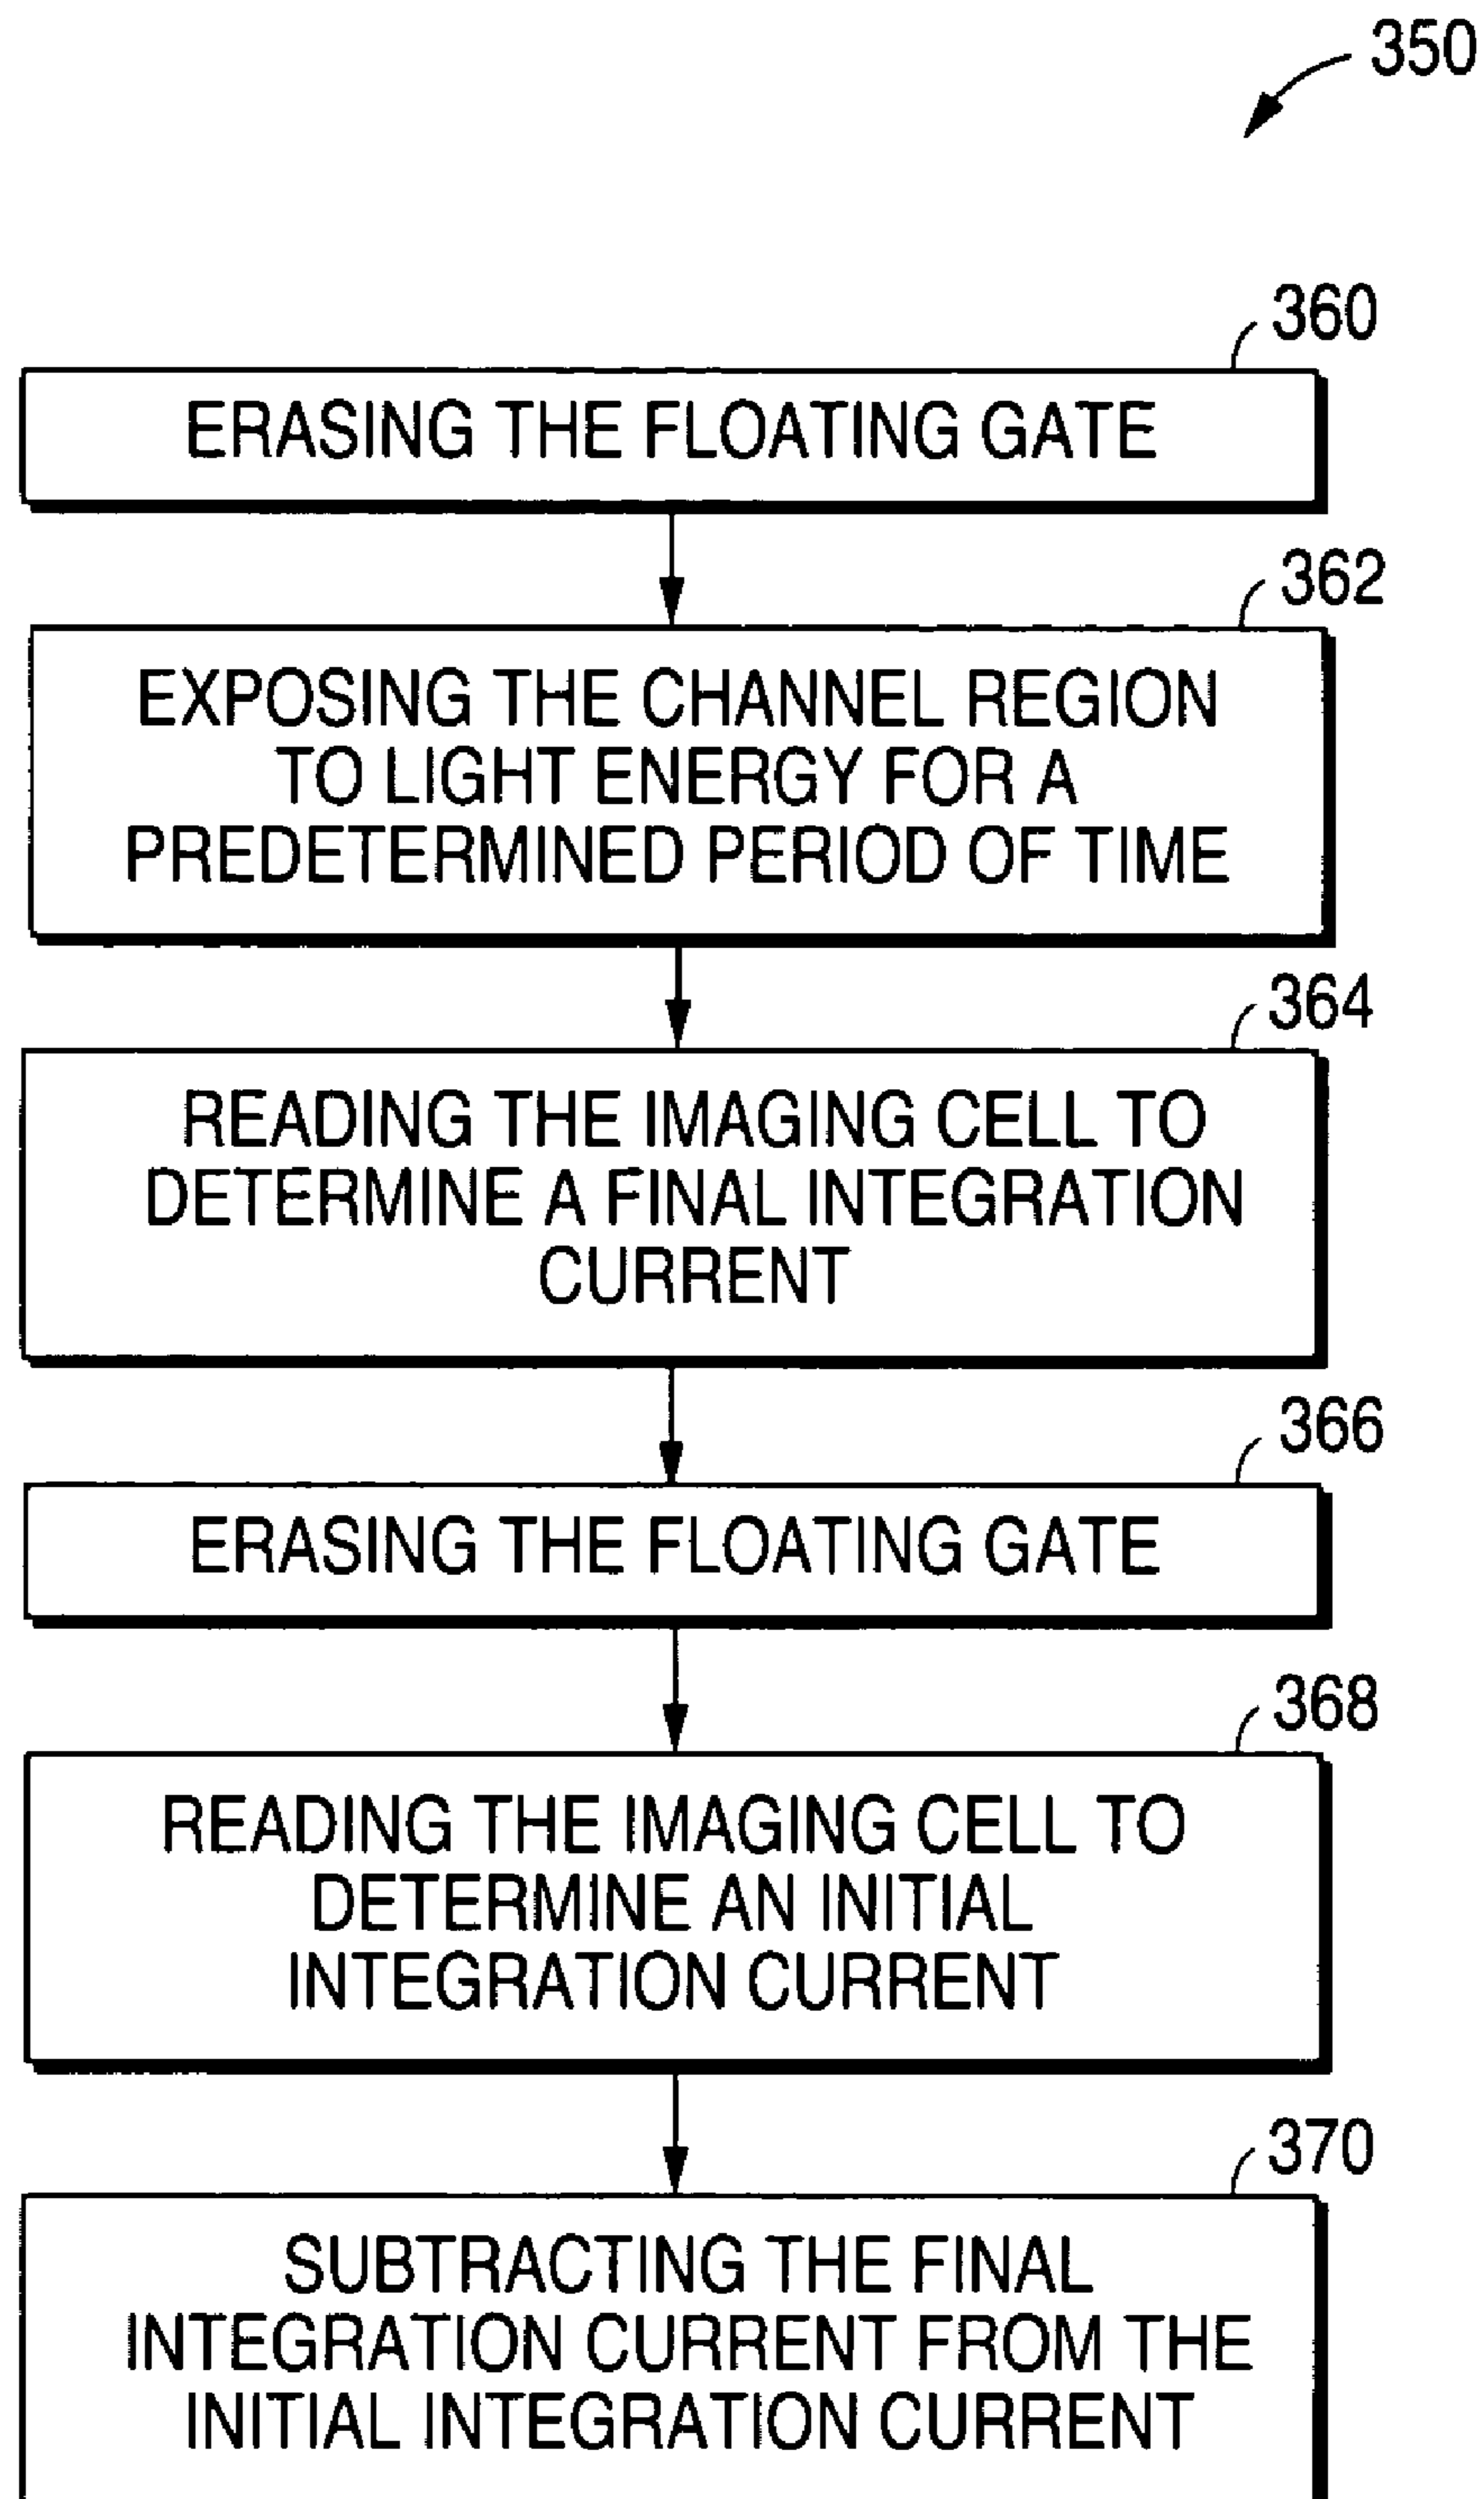 350
360
ERASING THE FLOATING GATE
362
EXPOSING THE CHANNEL REGION
TO LIGHT ENERGY FOR A
PREDETERMINED PERIOD OF TIME
364
READING THE IMAGING CELL TO
DETERMINE A FINAL INTEGRATION
CURRENT
366
ERASING THE FLOATING GATE
368
READING THE IMAGING CELL TO
DETERMINE AN INITIAL
INTEGRATION CURRENT
370
SUBTRACTING THE FINAL
INTEGRATION CURRENT FROM THE
INITIAL INTEGRATION CURRENT